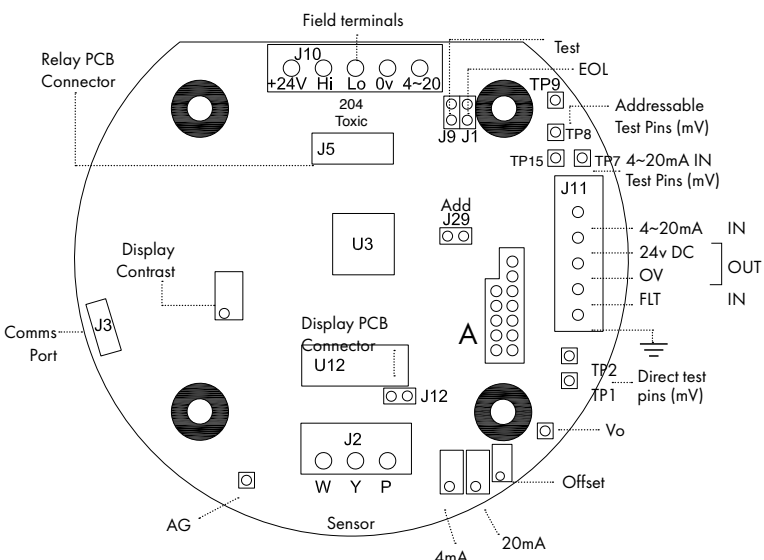 Field terminals
Relay PCB
Connector
Test
EOL
J10
+24V Hi Lo 0v 4~20
204
Toxic
J9 J1
TP9
TP8
Addressable
Test Pins (mV)
J5
TP15
TP7
4~20mA IN
Test Pins (mV)
J11
Add
J29
U3
4~20mA IN
24v DC
OV
OUT
FLT IN
Display
Contrast
J3
Comms
Port
A
Display PCB
Connector
U12
J12
TP2
TP1
Direct test
pins (mV)
J2
W Y P
Vo
Offset
AG
Sensor
4mA
20mA